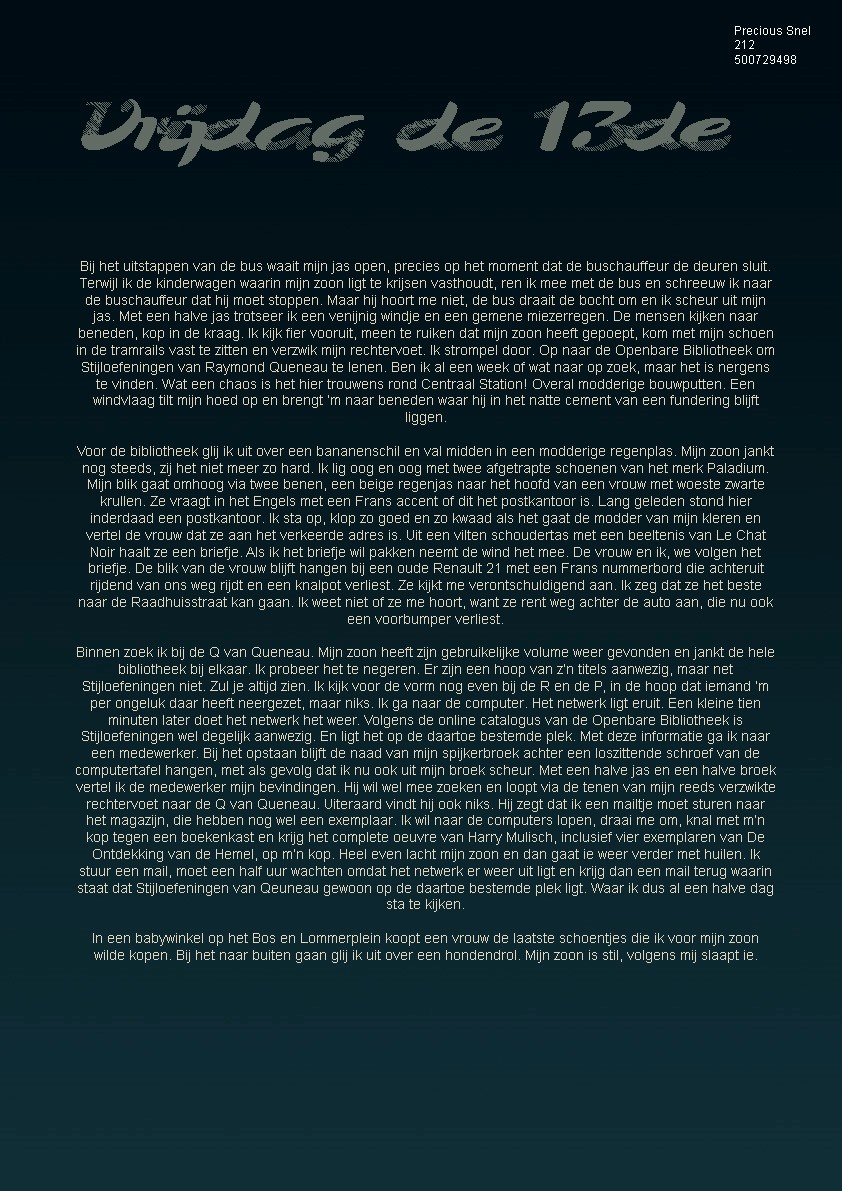 Precious Snel
212
500729498
Vrijdag de 13de
Bij het uitstappen van de bus waait mijn jas open, precies op het moment dat de buschauffeur de deuren sluit.
Terwijl ik de kinderwagen waarin mijn zoon ligt te krijsen vasthoudt, ren ik mee met de bus en schreeuw ik naar
de buschauffeur dat hij moet stoppen. Maar hij hoort me niet, de bus draait de bocht om en ik scheur uit mijn
jas. Met een halve jas trotseer ik een venijnig windje en een gemene miezerregen. De mensen kijken naar
beneden, kop in de kraag. Ik kijk fier vooruit, meen te ruiken dat mijn zoon heeft gepoept, kom met mijn schoen
in de tramrails vast te zitten en verzwik mijn rechtervoet. Ik strompel door. Op naar de Openbare Bibliotheek om
Stijloefeningen van Raymond Queneau te lenen. Ben ik al een week of wat naar op zoek, maar het is nergens
te vinden. Wat een chaos is het hier trouwens rond Centraal Station! Overal modderige bouwputten. Een
windvlaag tilt mijn hoed op en brengt 'm naar beneden waar hij in het natte cement van een fundering blijft
liggen.
Voor de bibliotheek glij ik uit over een bananenschil en val midden in een modderige regenplas. Mijn zoon jankt
nog steeds, zij het niet meer zo hard. Ik lig oog en oog met twee afgetrapte schoenen van het merk Paladium.
Mijn blik gaat omhoog via twee benen, een beige regenjas naar het hoofd van een vrouw met woeste zwarte
krullen. Ze vraagt in het Engels met een Frans accent of dit het postkantoor is. Lang geleden stond hier
inderdaad een postkantoor. Ik sta op, klop zo goed en zo kwaad als het gaat de modder van mijn kleren en
vertel de vrouw dat ze aan het verkeerde adres is. Uit een vilten schoudertas met een beeltenis van Le Chat
Noir haalt ze een briefje. Als ik het briefje wil pakken neemt de wind het mee. De vrouw en ik, we volgen het
briefje. De blik van de vrouw blijft hangen bij een oude Renault 21 met een Frans nummerbord die achteruit
rijdend van ons weg rijdt en een knalpot verliest. Ze kijkt me verontschuldigend aan. Ik zeg dat ze het beste
naar de Raadhuisstraat kan gaan. Ik weet niet of ze me hoort, want ze rent weg achter de auto aan, die nu ook
een voorbumper verliest.
Binnen zoek ik bij de Q van Queneau. Mijn zoon heeft zijn gebruikelijke volume weer gevonden en jankt de hele
bibliotheek bij elkaar. Ik probeer het te negeren. Er zijn een hoop van z'n titels aanwezig, maar net
Stijloefeningen niet. Zul je altijd zien. Ik kijk voor de vorm nog even bij de R en de P, in de hoop dat iemand 'm
per ongeluk daar heeft neergezet, maar niks. Ik ga naar de computer. Het netwerk ligt eruit. Een kleine tien
minuten later doet het netwerk het weer. Volgens de online catalogus van de Openbare Bibliotheek is
Stijloefeningen wel degelijk aanwezig. En ligt het op de daartoe bestemde plek. Met deze informatie ga ik naar
een medewerker. Bij het opstaan blijft de naad van mijn spijkerbroek achter een loszittende schroef van de
computertafel hangen, met als gevolg dat ik nu ook uit mijn broek scheur. Met een halve jas en een halve broek
vertel ik de medewerker mijn bevindingen. Hij wil wel mee zoeken en loopt via de tenen van mijn reeds verzwikte
rechtervoet naar de Q van Queneau. Uiteraard vindt hij ook niks. Hij zegt dat ik een mailtje moet sturen naar
het magazijn, die hebben nog wel een exemplaar. Ik wil naar de computers lopen, draai me om, knal met m'n
kop tegen een boekenkast en krijg het complete oeuvre van Harry Mulisch, inclusief vier exemplaren van De
Ontdekking van de Hemel, op m'n kop. Heel even lacht mijn zoon en dan gaat ie weer verder met huilen. Ik
stuur een mail, moet een half uur wachten omdat het netwerk er weer uit ligt en krijg dan een mail terug waarin
staat dat Stijloefeningen van Qeuneau gewoon op de daartoe bestemde plek ligt. Waar ik dus al een halve dag
sta te kijken.
In een babywinkel op het Bos en Lommerplein koopt een vrouw de laatste schoentjes die ik voor mijn zoon
wilde kopen. Bij het naar buiten gaan glij ik uit over een hondendrol. Mijn zoon is stil, volgens mij slaapt ie.